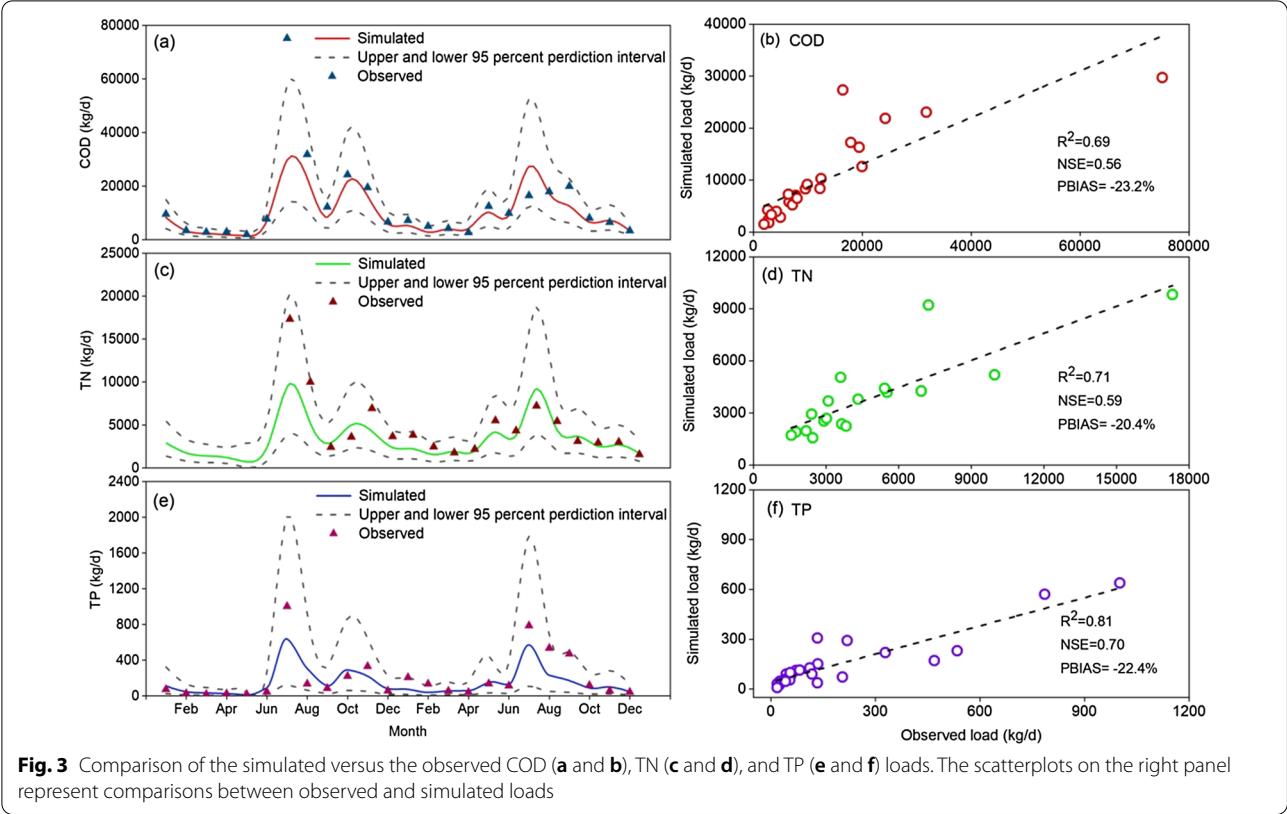 80000
60000
40000
20000
0
COD (kg/d)
(a)
Simulated
Upper and lower 95 percent perdiction interval
Observed
40000
30000
20000
10000
0
Simulated load (kg/d)
(b) COD
R2=0.69
NSE=0.56
PBIAS= -23.2%
0 20000 40000 60000 80000
25000
20000
15000
10000
5000
0
TN (kg/d)
(c)
Simulated
Upper and lower 95 percent perdiction interval
Observed
12000
9000
6000
3000
0
Simulated load (kg/d)
(d) TN
R2=0.71
NSE=0.59
PBIAS= -20.4%
0 3000 6000 9000 12000 15000 18000
2400
2000
1600
1200
800
400
0
TP (kg/d)
(e)
Simulated
Upper and lower 95 percent perdiction interval
Observed
Feb Apr Jun Aug Oct Dec Feb Apr Jun Aug Oct Dec
Month
1200
900
600
300
0
Simulated load (kg/d)
(f) TP
R2=0.81
NSE=0.70
PBIAS= -22.4%
0 300 600 900 1200
Observed load (kg/d)
Fig. 3 Comparison of the simulated versus the observed COD (a and b), TN (c and d), and TP (e and f) loads. The scatterplots on the right panel
represent comparisons between observed and simulated loads